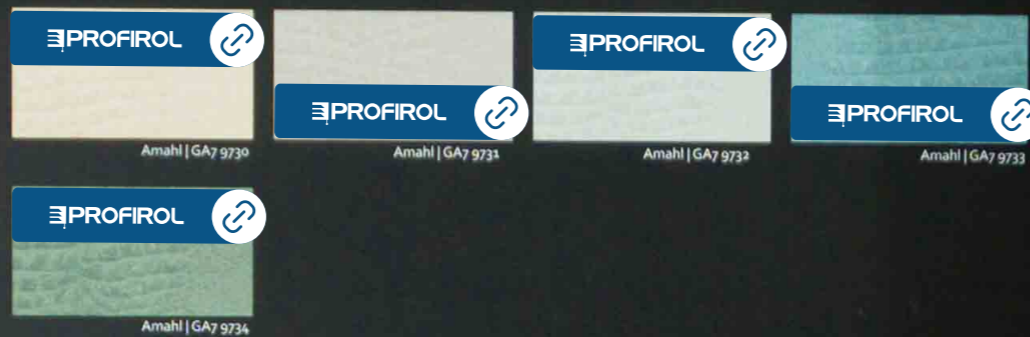 PROFIROL
PROFIROL
PROFIROL
PROFIROL
Amahl | GA7 9730
Amahl | GA7 9731
Amahl | GA7 9732
Amahl | GA7 9733
PROFIROL
Amahl | GA7 9734